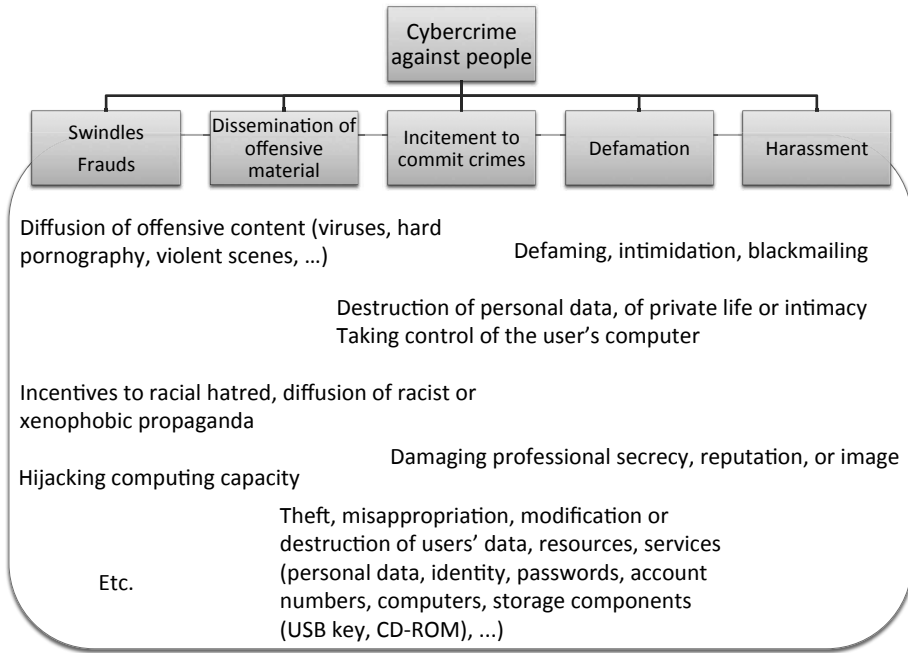 Cybercrime
against people
Swindles
Frauds
Dissemination of
offensive
material
Incitement to
commit crimes
Defamation
Harassment
Diffusion of offensive content (viruses, hard
pornography, violent scenes, …)
Defaming, intimidation, blackmailing
Destruction of personal data, of private life or intimacy
Taking control of the user's computer
Incentives to racial hatred, diffusion of racist or
xenophobic propaganda
Damaging professional secrecy, reputation, or image
Hijacking computing capacity
Theft, misappropriation, modification or
destruction of users' data, resources, services
(personal data, identity, passwords, account
numbers, computers, storage components
(USB key, CD-ROM), ...)
Etc.